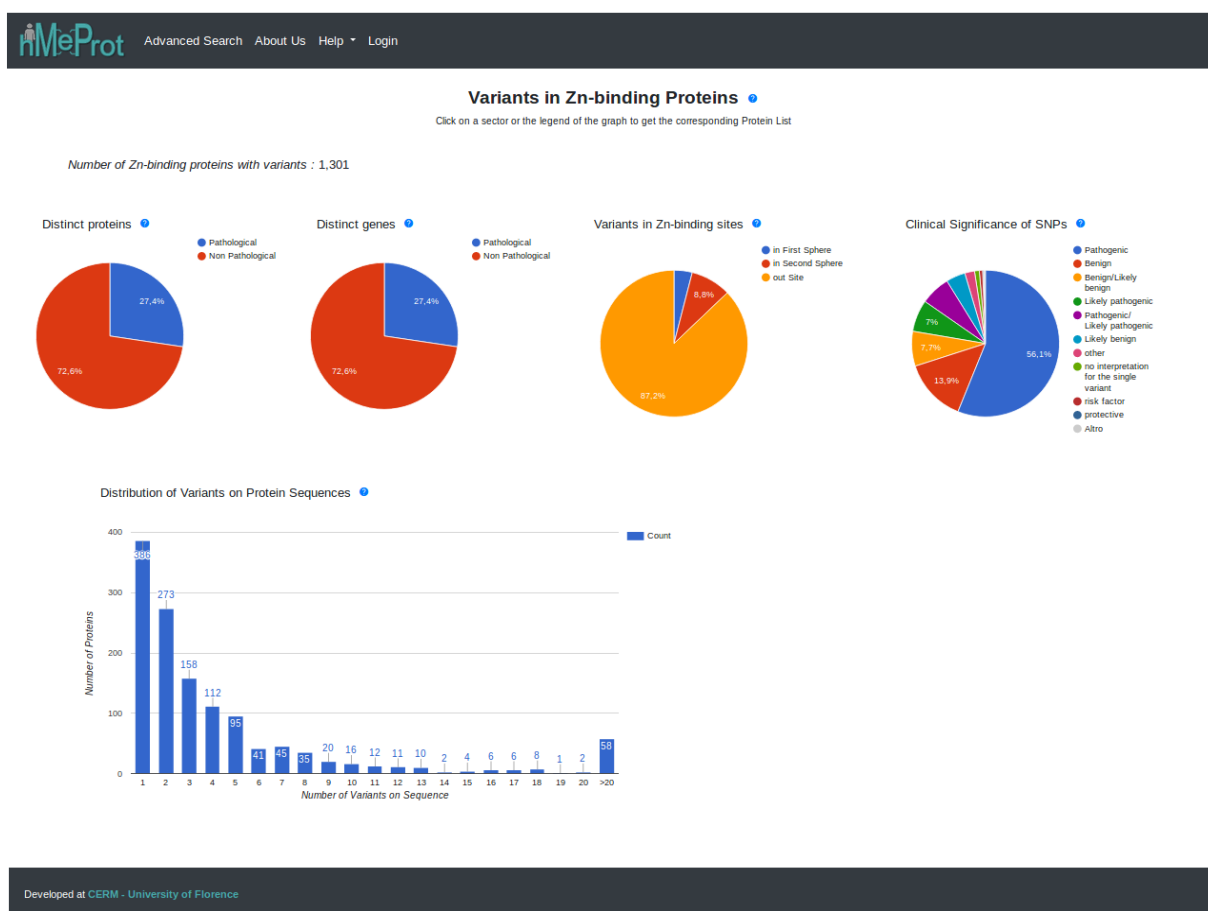 hMeProt Advanced Search About Us Help Login
Variants in Zn-binding Proteins ?
Click on a sector or the legend of the graph to get the corresponding Protein List
Number of Zn-binding proteins with variants : 1,301
Distinct proteins ?
Pathological
Non Pathological
27,4%
72,6%
Distinct genes ?
Pathological
Non Pathological
27,4%
72,6%
Variants in Zn-binding sites ?
in First Sphere
in Second Sphere
out Site
8,8%
87,2%
Clinical Significance of SNPs ?
Pathogenic
Benign
Benign/Likely
benign
Likely pathogenic
Pathogenic/
Likely pathogenic
Likely benign
other
no interpretation
for the single
variant
risk factor
protective
Altro
7%
7,7%
13,9%
56,1%
Distribution of Variants on Protein Sequences ?
Count
Number of Proteins
400
300
200
100
0
386 273 158 112 95 41 45 35 20 16 12 11 10 2 4 6 6 8 1 2 58
1 2 3 4 5 6 7 8 9 10 11 12 13 14 15 16 17 18 19 20 >20
Number of Variants on Sequence
Developed at CERM - University of Florence